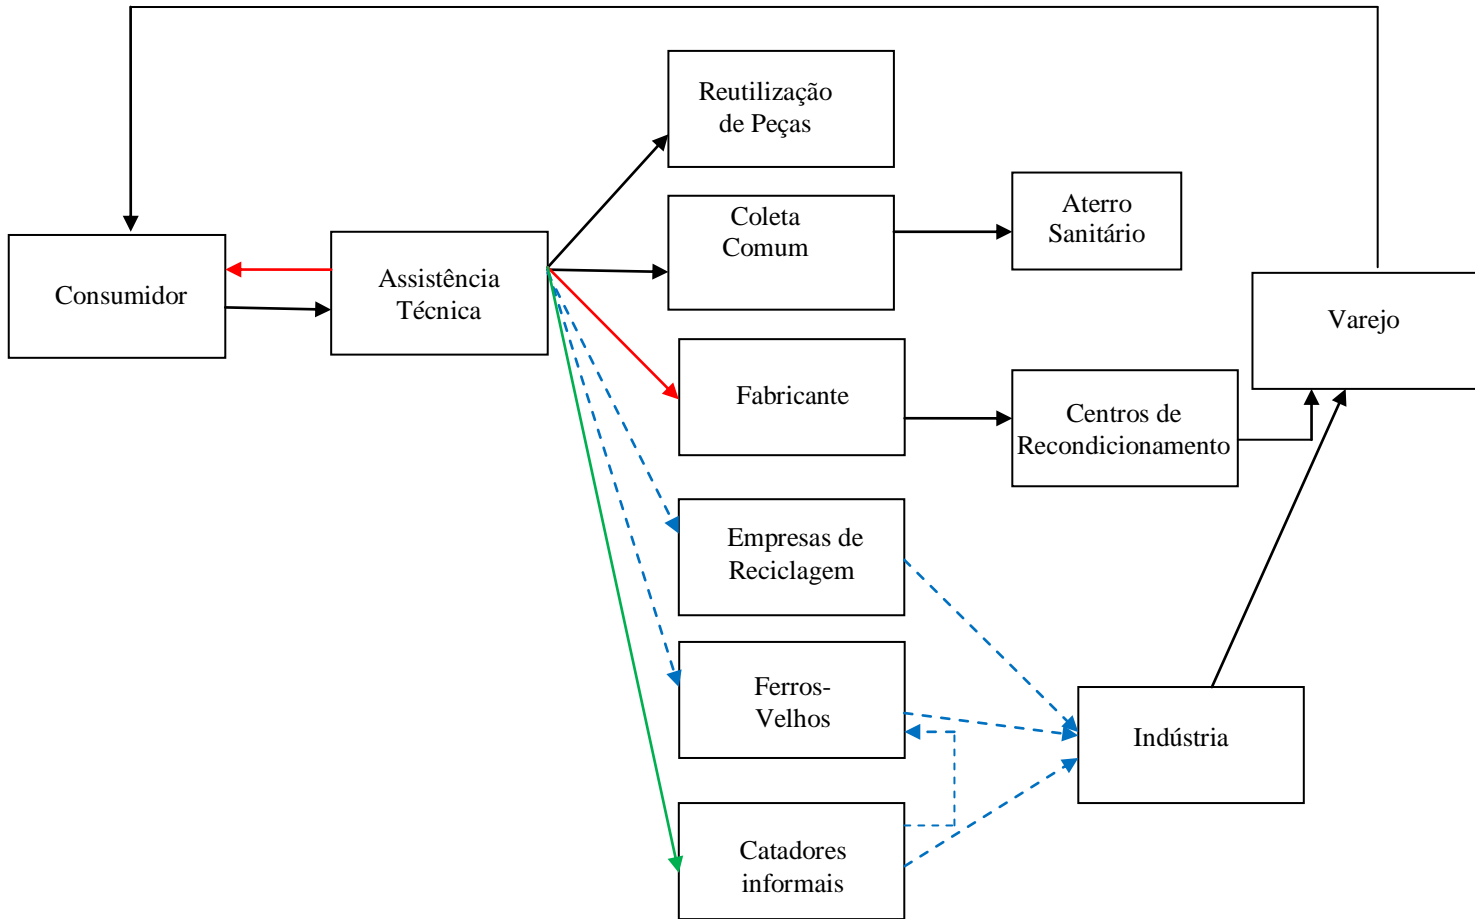 Reutilização
de Peças
Coleta
Comum
Aterro
Sanitário
Consumidor
Assistência
Técnica
Varejo
Fabricante
Centros de
Recondicionamento
Empresas de
Reciclagem
Ferros-
Velhos
Indústria
Catadores
informais